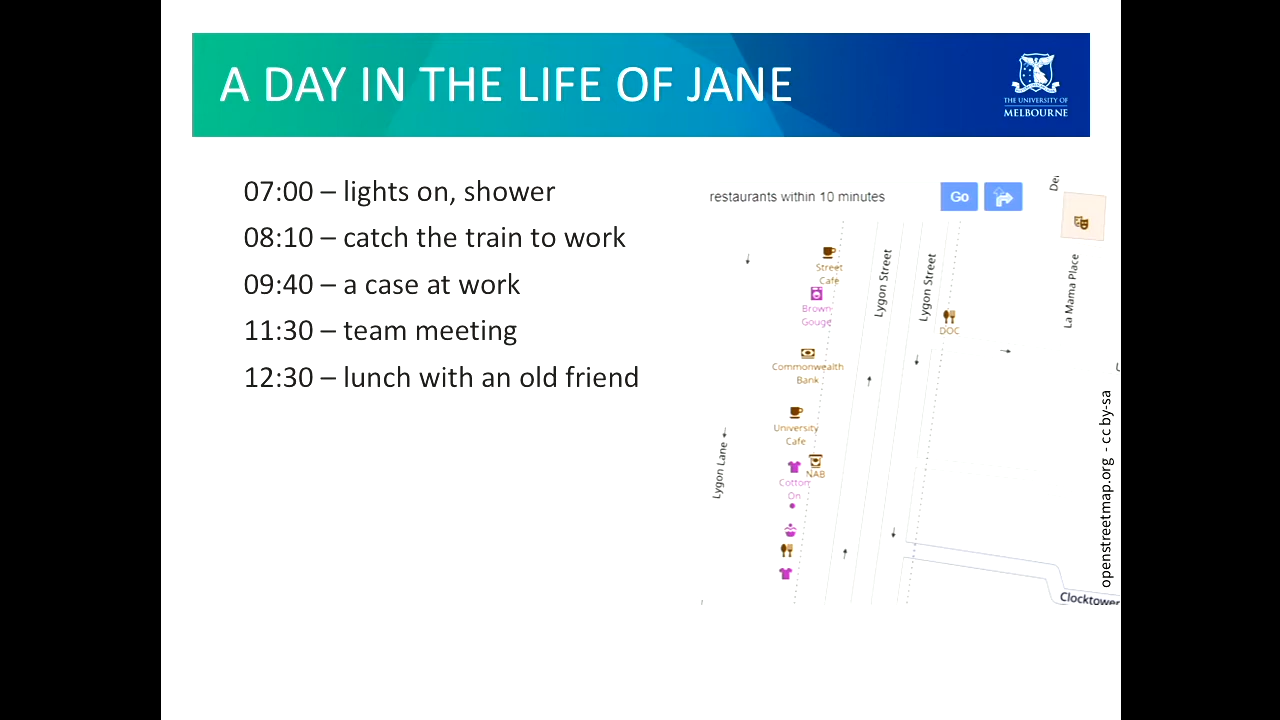 A DAY IN THE LIFE OF JANE
THE UNIVERSITY OF
MELBOURNE
07:00 – lights on, shower
08:10 – catch the train to work
09:40 – a case at work
11:30 – team meeting
12:30 – lunch with an old friend
restaurants within 10 minutes
Go
Street
Cafe
Brown
Gouge
Commonwealth
Bank
University
Cafe
NAB
Cotton
On
Lygon Lane
Lygon Street
Lygon Street
DOC
La Mama Place
Clocktower
openstreetmap.org - cc by-sa